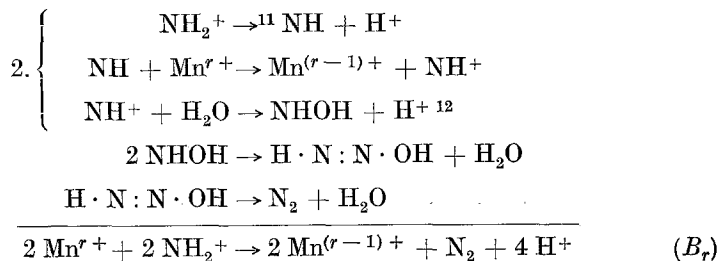 NH₂⁺ → ¹¹ NH + H⁺
2. { NH + Mnʳ⁺ → Mn⁽ʳ⁻¹⁾⁺ + NH⁺
NH⁺ + H₂O → NHOH + H⁺ ¹²
2 NHOH → H · N : N · OH + H₂O
H · N : N · OH → N₂ + H₂O
2 Mnʳ⁺ + 2 NH₂⁺ → 2 Mn⁽ʳ⁻¹⁾⁺ + N₂ + 4 H⁺ (Bᵣ)